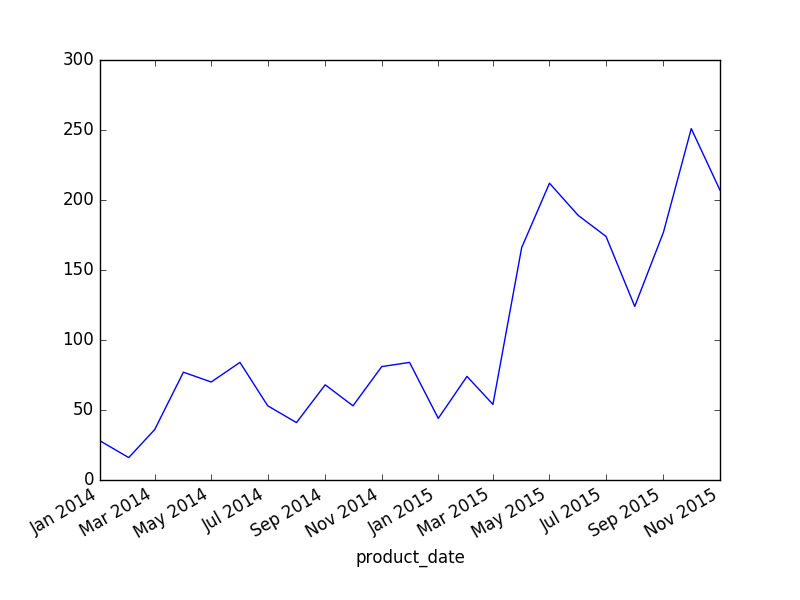 300
250
200
150
100
50
0
Jan 2014
Mar 2014
May 2014
Jul 2014
Sep 2014
Nov 2014
Jan 2015
Mar 2015
May 2015
Jul 2015
Sep 2015
Nov 2015
product_date